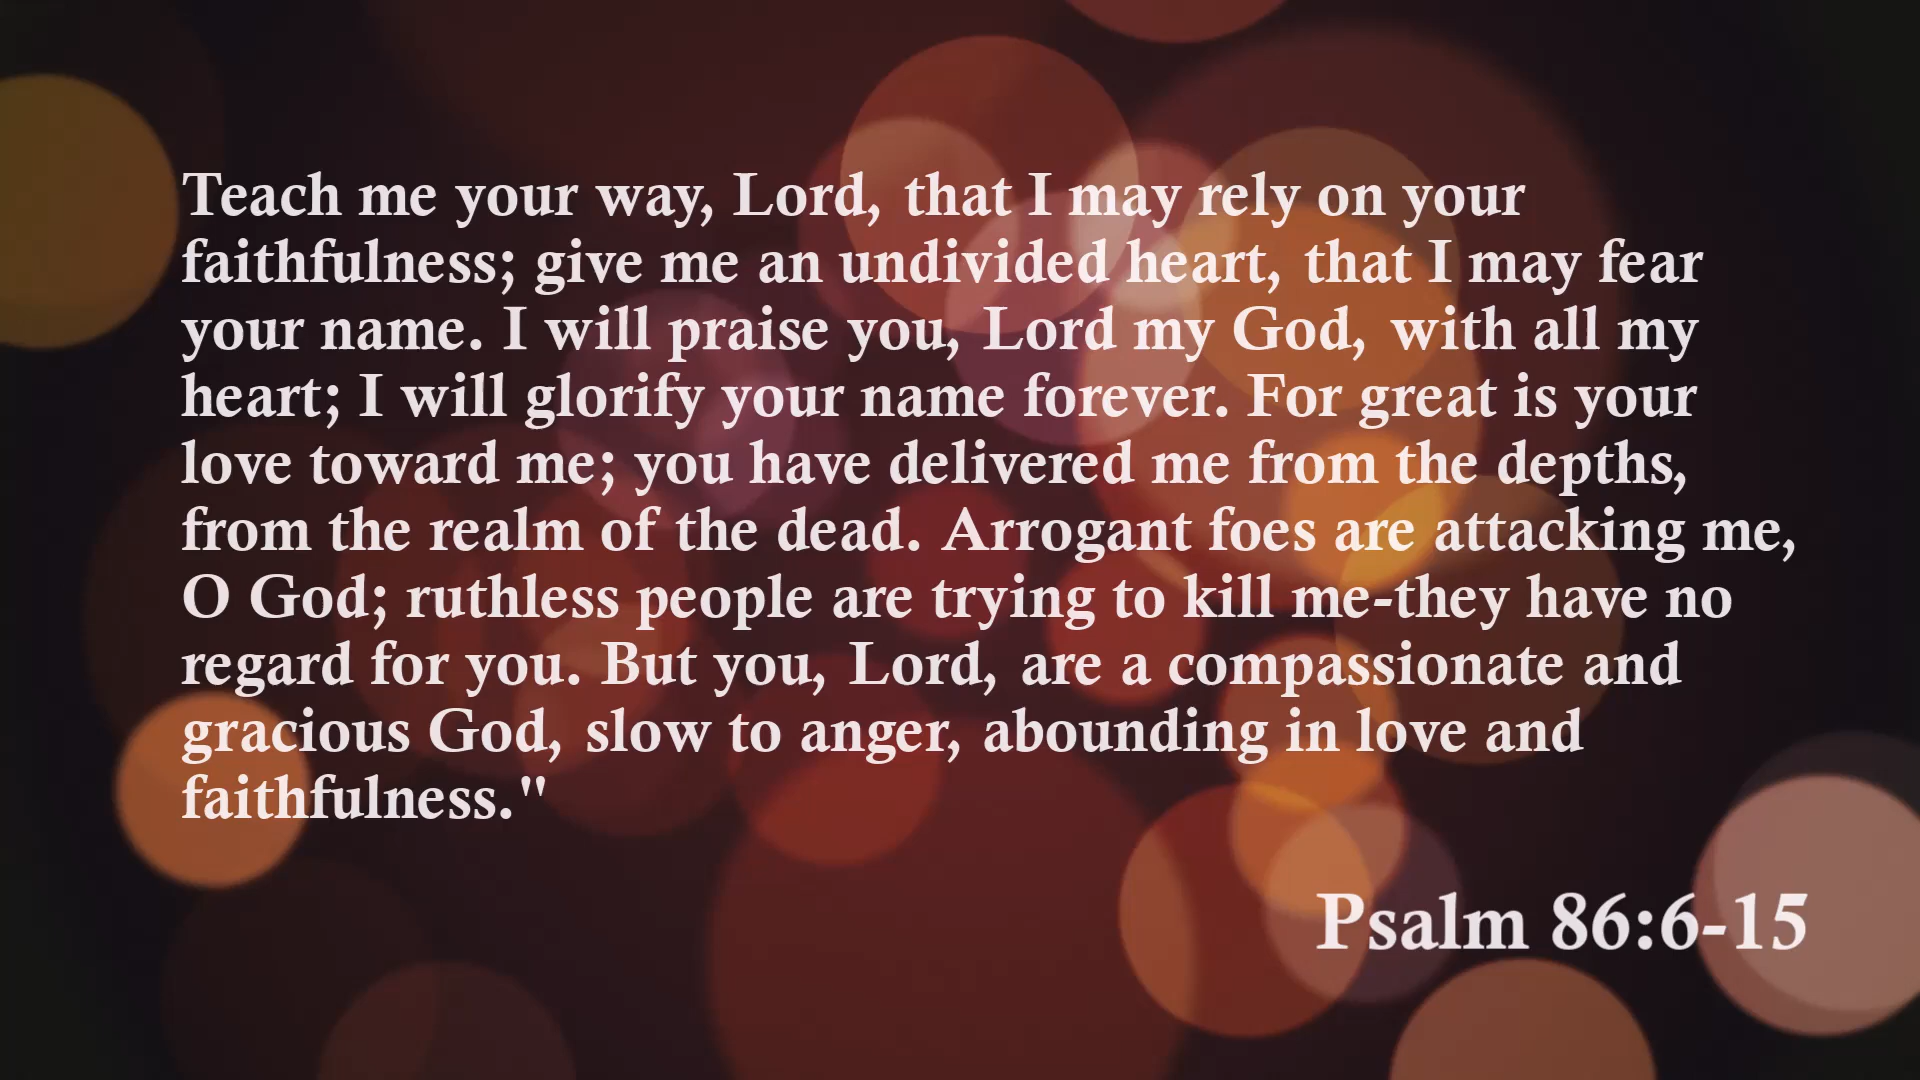 Teach me your way, Lord, that I may rely on your
faithfulness; give me an undivided heart, that I may fear
your name. I will praise you, Lord my God, with all my
heart; I will glorify your name forever. For great is your
love toward me; you have delivered me from the depths,
from the realm of the dead. Arrogant foes are attacking me,
O God; ruthless people are trying to kill me-they have no
regard for you. But you, Lord, are a compassionate and
gracious God, slow to anger, abounding in love and
faithfulness."
Psalm 86:6-15